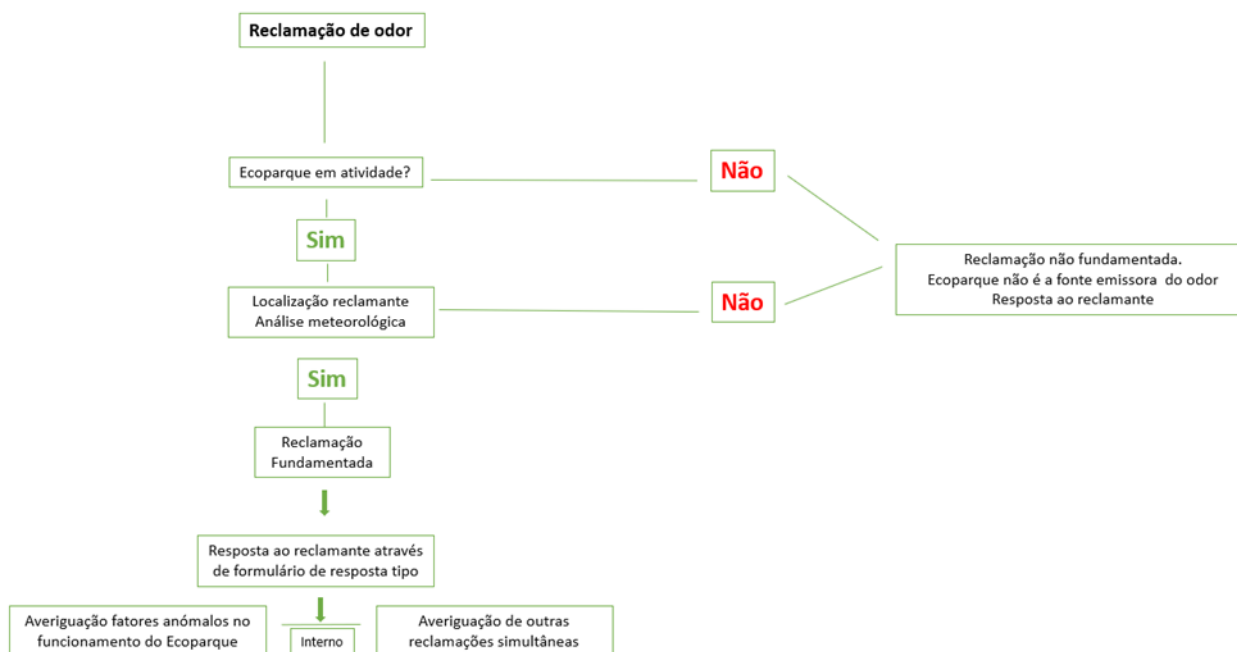 Reclamação de odor
Ecoparque em atividade?
Não
Sim
Reclamação não fundamentada.
Ecoparque não é a fonte emissora do odor
Resposta ao reclamante
Localização reclamante
Análise meteorológica
Não
Sim
Reclamação
Fundamentada
Resposta ao reclamante através
de formulário de resposta tipo
Averiguação fatores anómalos no
funcionamento do Ecoparque
Interno
Averiguação de outras
reclamações simultâneas